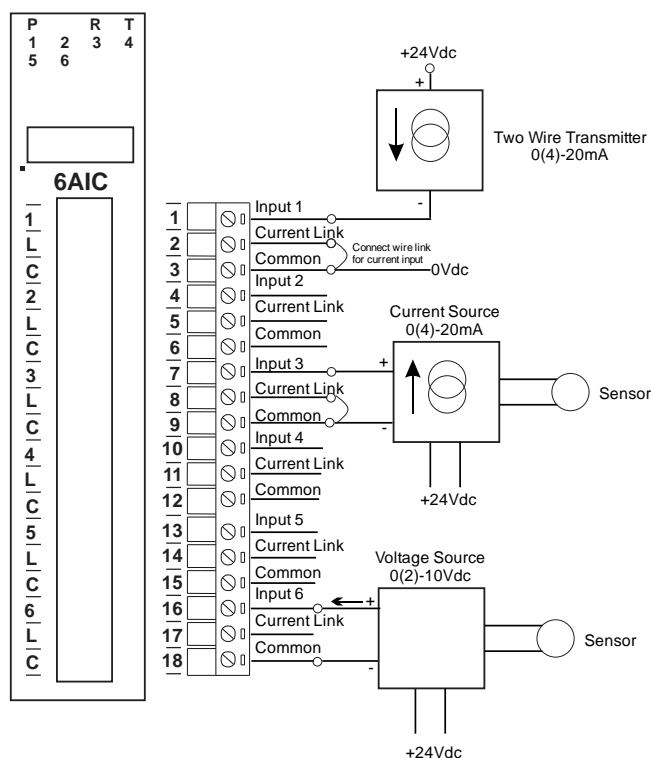 P R T
1 2 3 4
5 6
6AIC
1
L
C
2
L
C
3
L
C
4
L
C
5
L
C
6
L
C
1 Input 1
2 Current Link
3 Common
4 Input 2
5 Current Link
6 Common
7 Input 3
8 Current Link
9 Common
10 Input 4
11 Current Link
12 Common
13 Input 5
14 Current Link
15 Common
16 Input 6
17 Current Link
18 Common
+24Vdc
+
Two Wire Transmitter
0(4)-20mA
-
Connect wire link
for current input
0Vdc
Current Source
0(4)-20mA
+
-
Sensor
+24Vdc
Voltage Source
0(2)-10Vdc
+
-
Sensor
+24Vdc